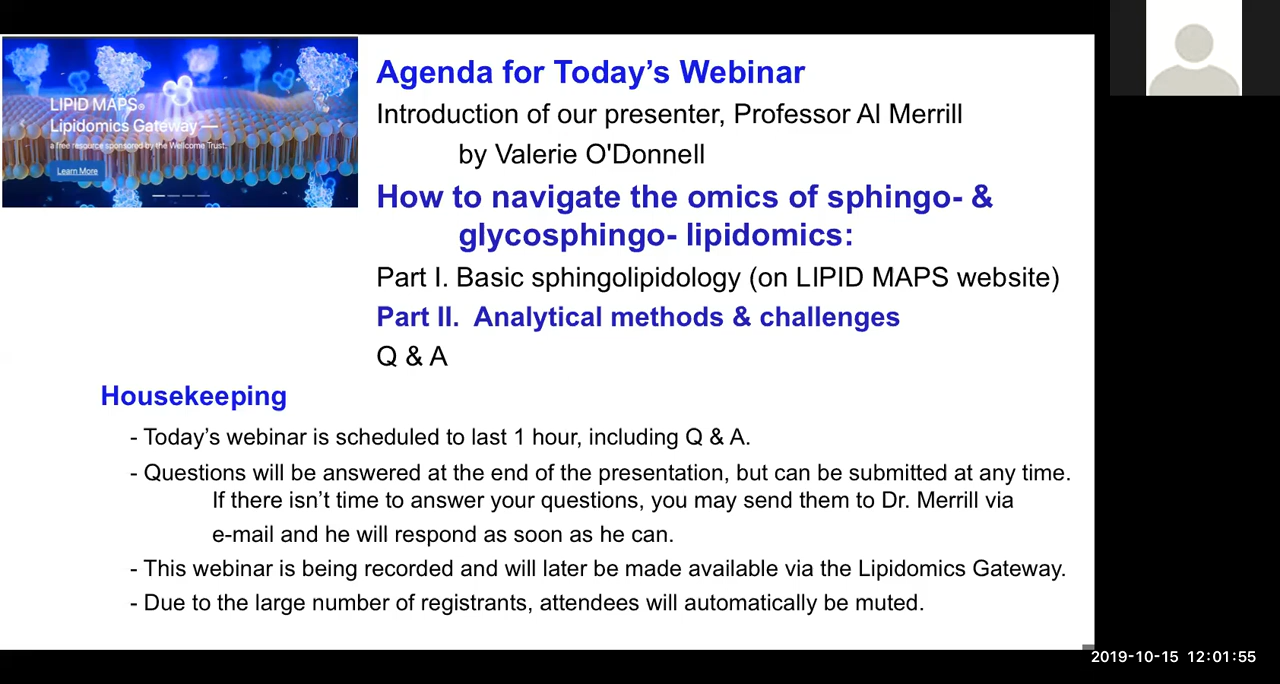 LIPID MAPS®
Lipidomics Gateway —
a free resource sponsored by the Wellcome Trust.
Learn More
Agenda for Today’s Webinar
Introduction of our presenter, Professor Al Merrill
by Valerie O'Donnell
How to navigate the omics of sphingo- &
glycosphingo- lipidomics:
Part I. Basic sphingolipidology (on LIPID MAPS website)
Part II. Analytical methods & challenges
Q & A
Housekeeping
- Today’s webinar is scheduled to last 1 hour, including Q & A.
- Questions will be answered at the end of the presentation, but can be submitted at any time.
If there isn’t time to answer your questions, you may send them to Dr. Merrill via
e-mail and he will respond as soon as he can.
- This webinar is being recorded and will later be made available via the Lipidomics Gateway.
- Due to the large number of registrants, attendees will automatically be muted.
2019-10-15 12:01:55